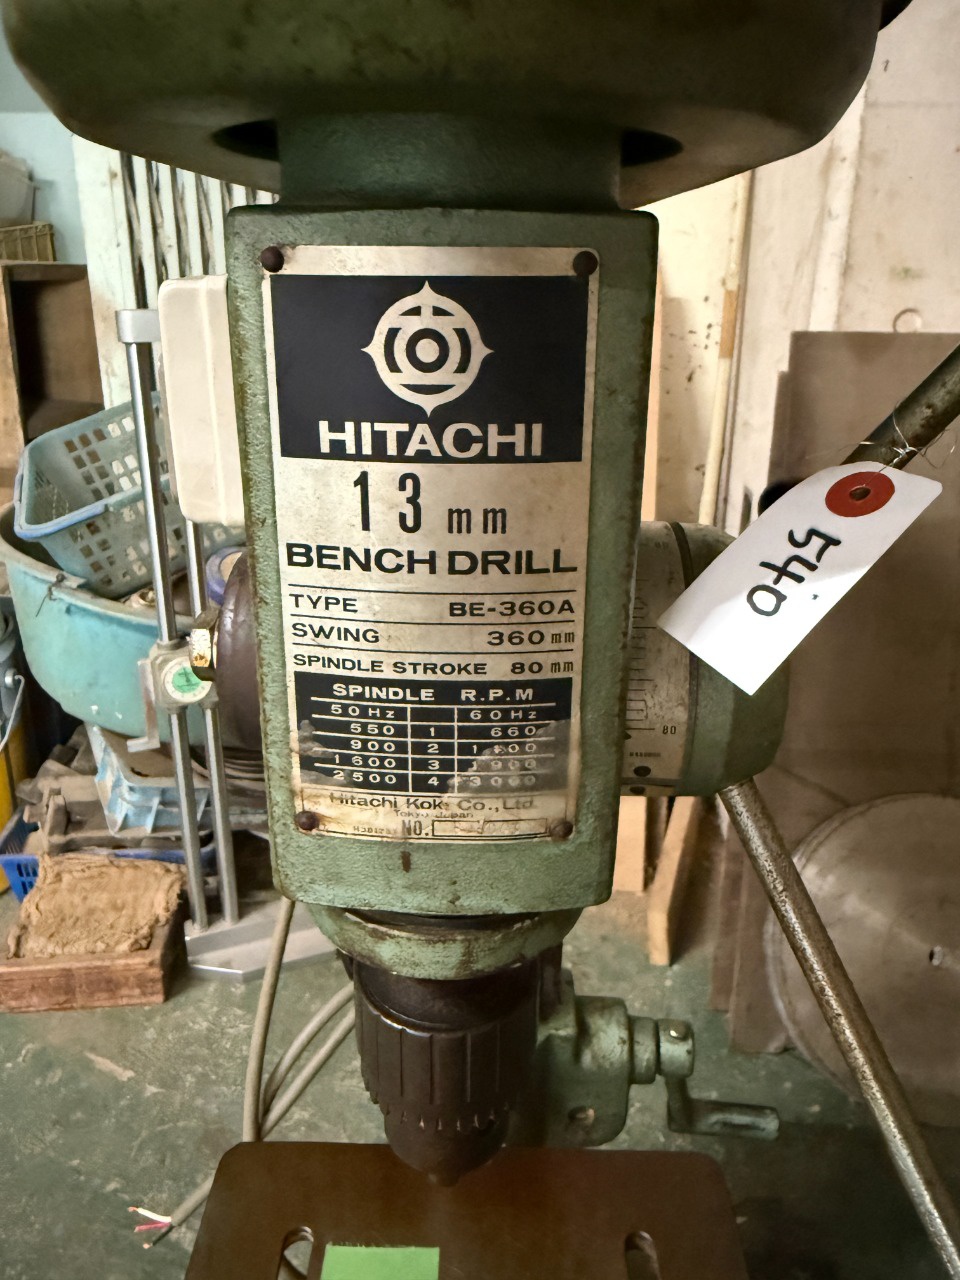 HITACHI
13 mm
BENCH DRILL
TYPE BE-360A
SWING 360 mm
SPINDLE STROKE 80 mm
SPINDLE R.P.M
50 Hz 60 Hz
550 1 660
900 2
1600 3 1900
2500 4 3000
Hitachi Koki Co., Ltd.
Tokyo Japan
NO.
540
80